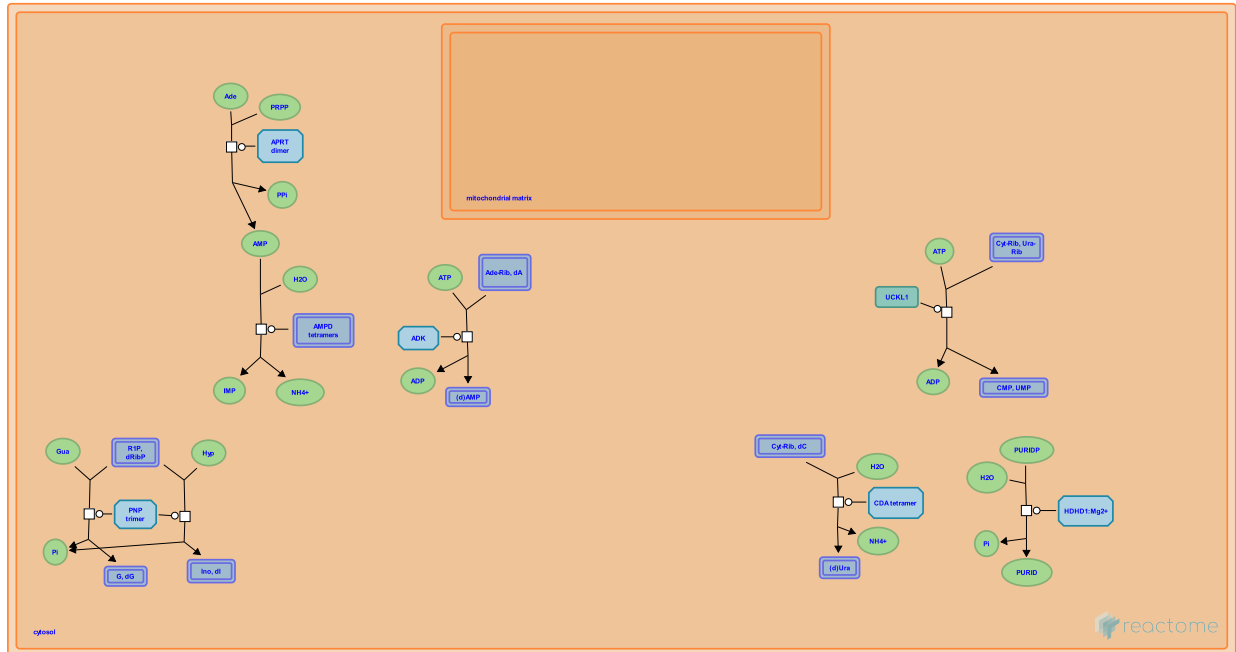 Ade
PRPP
APRT
dimer
PPi
mitochondrial matrix
AMP
H2O
AMPD
tetramers
IMP
NH4+
ATP
Ade-Rib, dA
ADK
ADP
(d)AMP
ATP
Cyt-Rib, Ura-
Rib
UCKL1
ADP
CMP, UMP
Gua
R1P,
dRibP
Hyp
PNP
trimer
Pi
G, dG
Ino, dI
Cyt-Rib, dC
H2O
CDA tetramer
NH4+
(d)Ura
PURIDP
H2O
HDHD1:Mg2+
Pi
PURID
cytosol
reactome